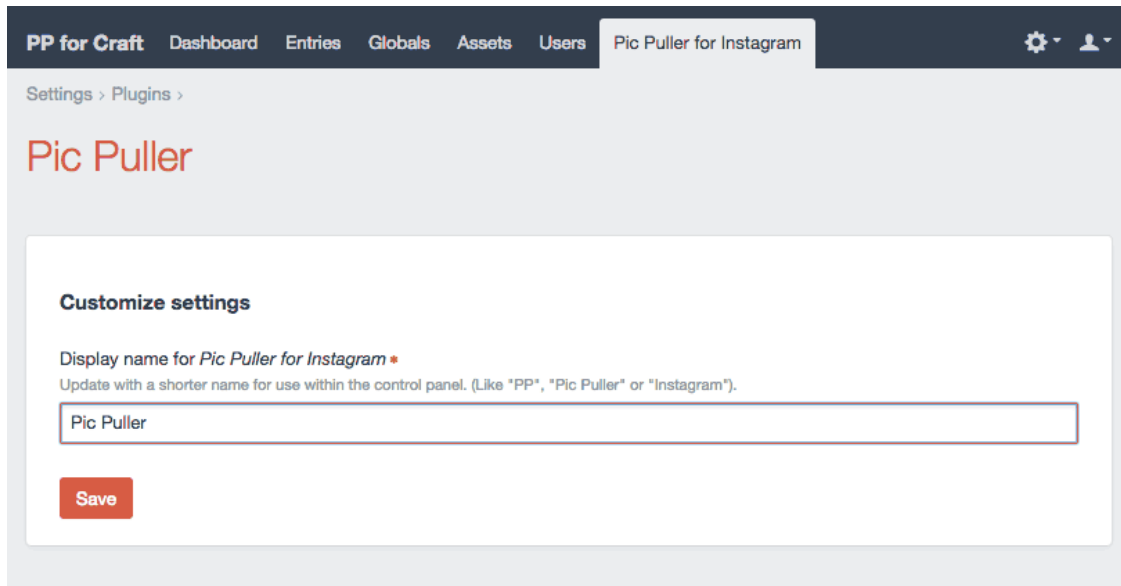 PP for Craft Dashboard Entries Globals Assets Users Pic Puller for Instagram
Settings › Plugins ›
Pic Puller
Customize settings
Display name for Pic Puller for Instagram *
Update with a shorter name for use within the control panel. (Like "PP", "Pic Puller" or "Instagram").
Pic Puller
Save